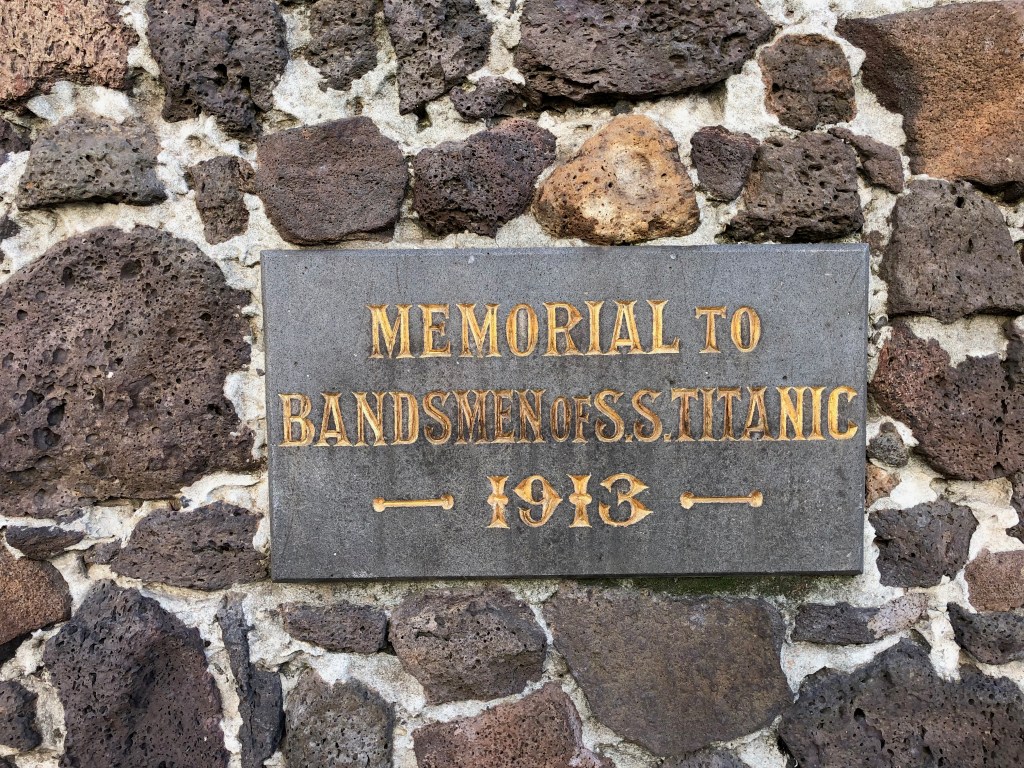 MEMORIAL TO
BANDSMEN OF S.S. TITANIC
— 1913 —